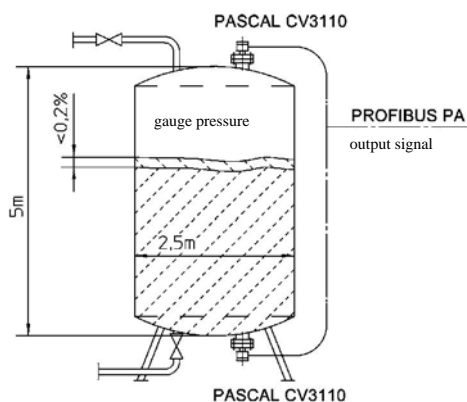 PASCAL CV3110
<0,2%
gauge pressure
PROFIBUS PA
output signal
5m
2,5m
PASCAL CV3110